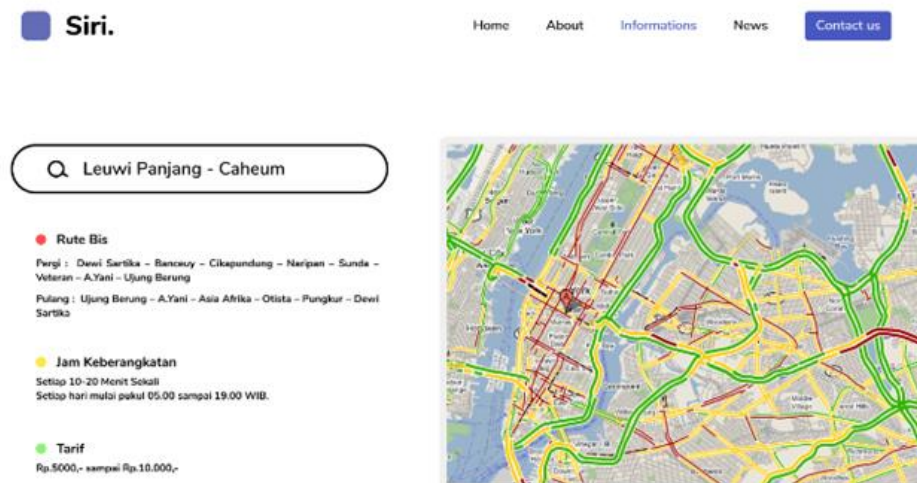 Siri.
Home
About
Informations
News
Contact us
Leuwi Panjang - Caheum
Rute Bis
Pergi : Dewi Sartika – Banceuy – Cikapundung – Naripan – Sunda –
Veteran – A.Yani – Ujung Berung
Pulang : Ujung Berung – A.Yani – Asia Afrika – Otista – Pungkur – Dewi
Sartika
Jam Keberangkatan
Setiap 10-20 Menit Sekali
Setiap hari mulai pukul 05.00 sampai 19.00 WIB.
Tarif
Rp.5000,- sampai Rp.10.000,-